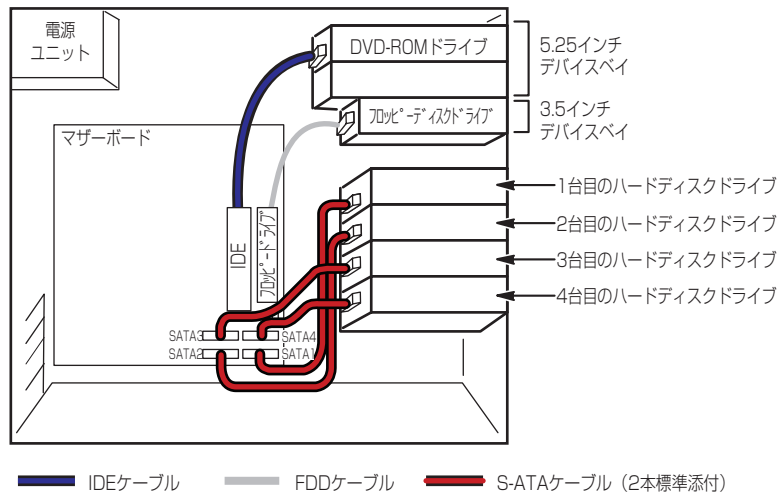 電源
ユニット
DVD-ROMドライブ
5.25インチ
デバイスベイ
フロッピーディスクドライブ
3.5インチ
デバイスベイ
マザーボード
1台目のハードディスクドライブ
2台目のハードディスクドライブ
3台目のハードディスクドライブ
4台目のハードディスクドライブ
IDE
フロッピードライブ
SATA3
SATA4
SATA2
SATA1
IDEケーブル
FDDケーブル
S-ATAケーブル（2本標準添付）